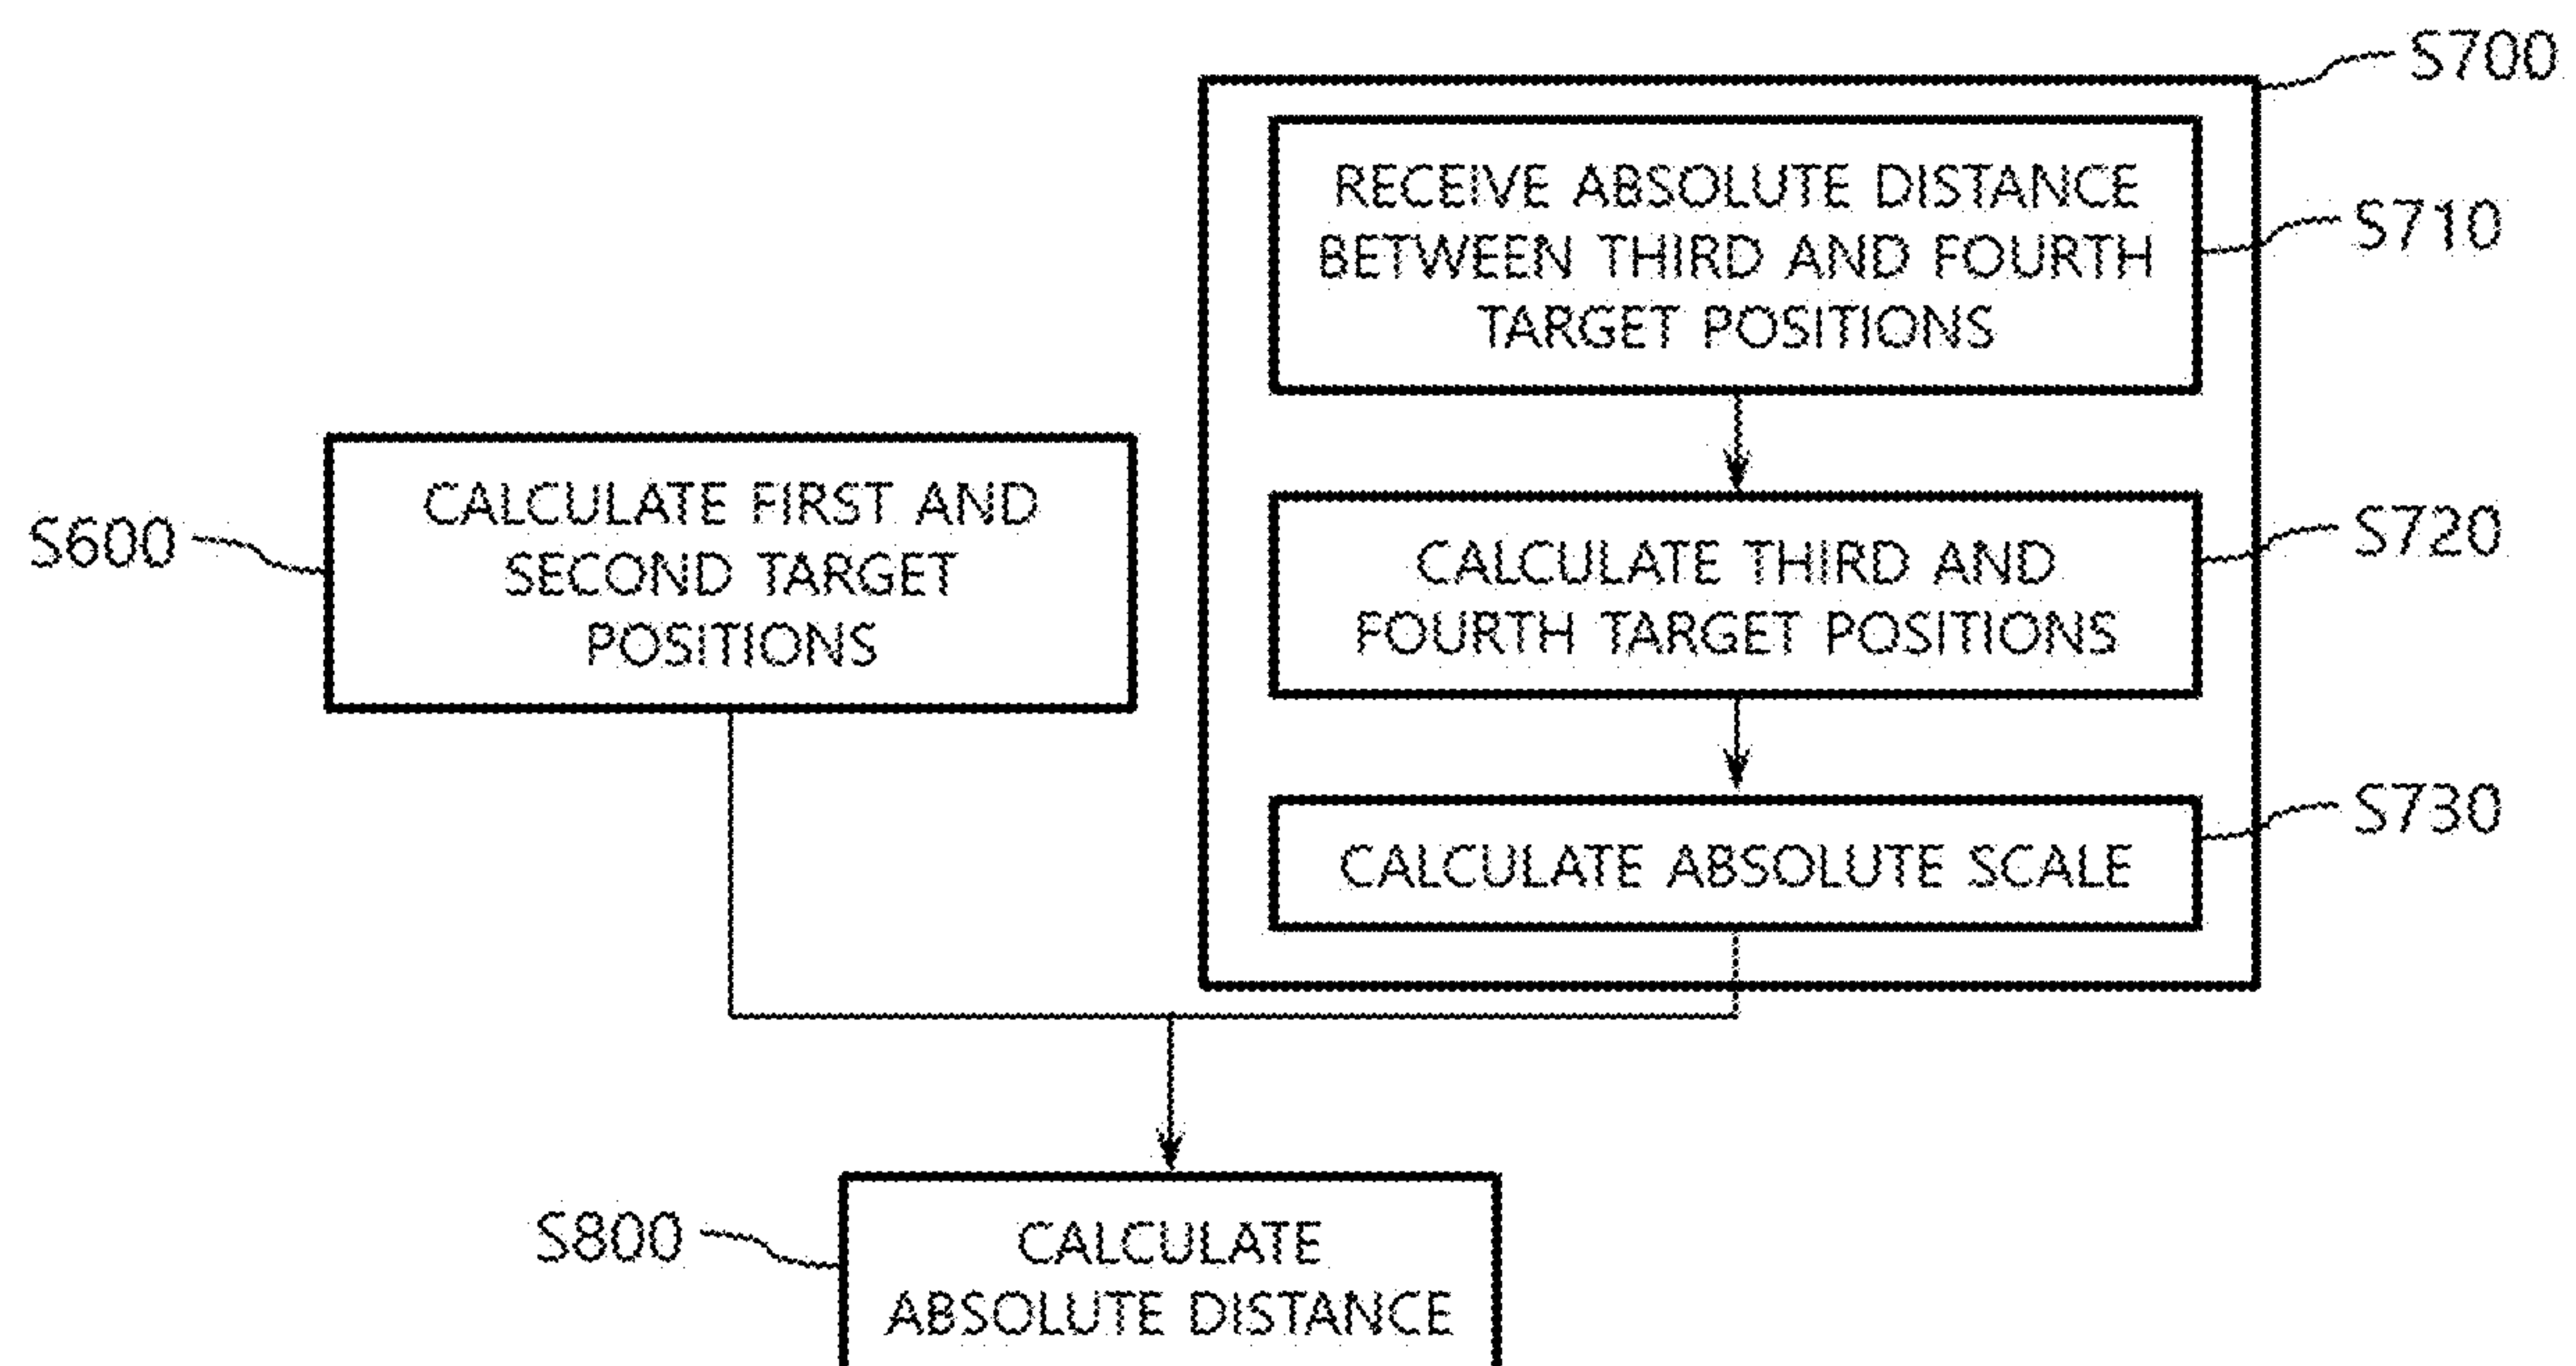 S700
RECEIVE ABSOLUTE DISTANCE
BETWEEN THIRD AND FOURTH
TARGET POSITIONS
S710
CALCULATE FIRST AND
SECOND TARGET
POSITIONS
S600
CALCULATE THIRD AND
FOURTH TARGET POSITIONS
S720
CALCULATE ABSOLUTE SCALE
S730
S800
CALCULATE
ABSOLUTE DISTANCE